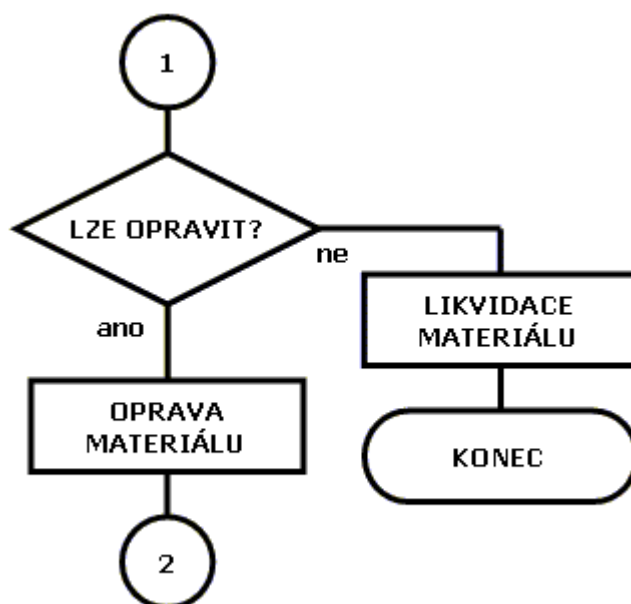 1
LZE OPRAVIT?
ne
ano
LIKVIDACE
MATERIÁLU
OPRAVA
MATERIÁLU
KONEC
2